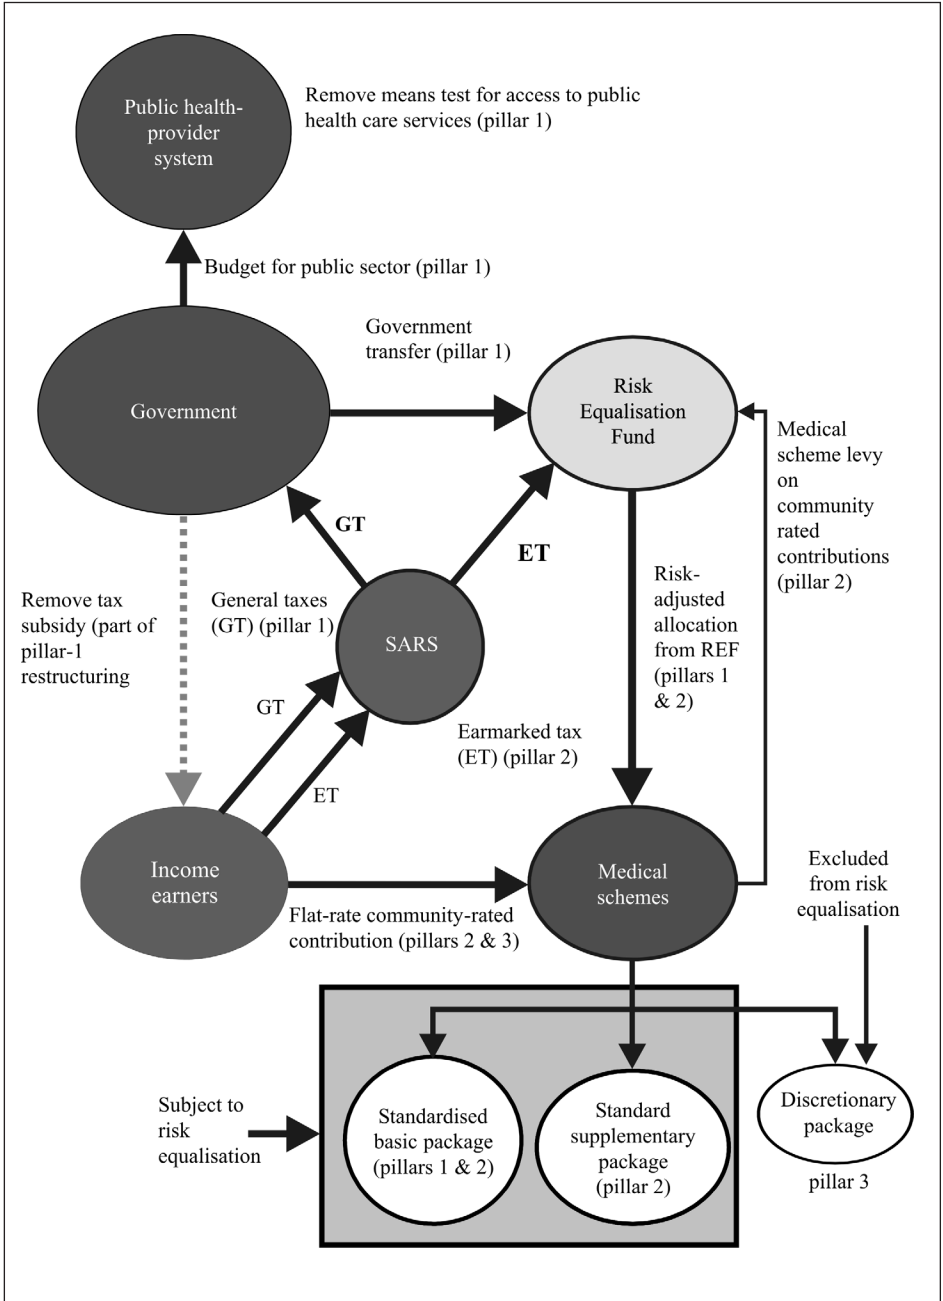 Public health-
provider
system
Remove means test for access to public
health care services (pillar 1)
Budget for public sector (pillar 1)
Government
transfer (pillar 1)
Government
Risk
Equalisation
Fund
Medical
scheme levy
on
community
rated
contributions
(pillar 2)
GT
ET
Remove tax
subsidy (part of
pillar-1
restructuring
General taxes
(GT) (pillar 1)
SARS
Risk-
adjusted
allocation
from REF
(pillars 1
& 2)
GT
ET
Earmarked tax
(ET) (pillar 2)
Income
earners
Flat-rate community-rated
contribution (pillars 2 & 3)
Medical
schemes
Excluded
from risk
equalisation
Subject to
risk
equalisation
Standardised
basic package
(pillars 1 & 2)
Standard
supplementary
package
(pillar 2)
Discretionary
package
pillar 3